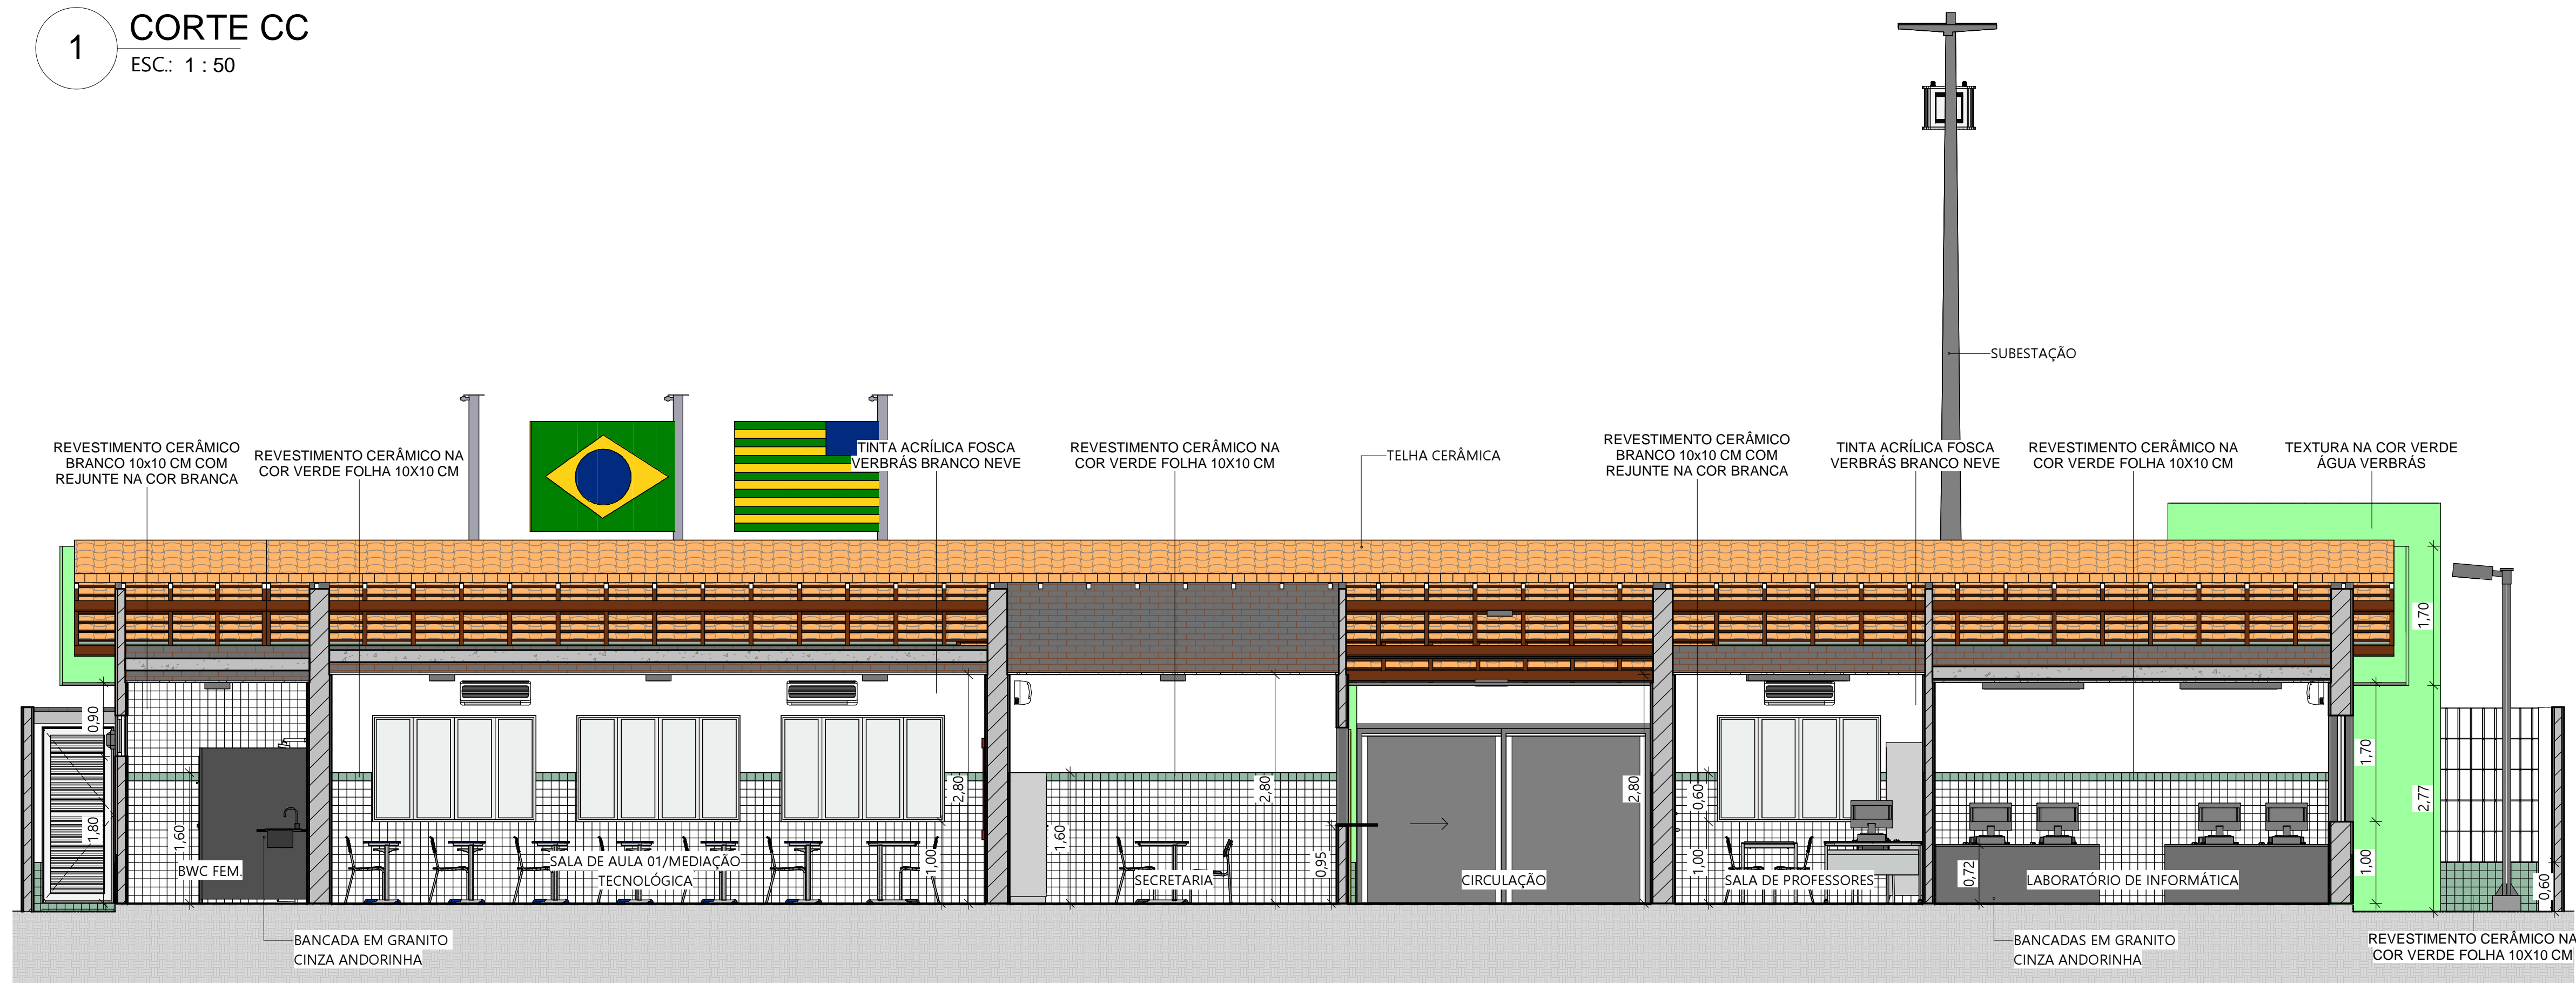 1
CORTE CC
ESC.: 1 : 50
SUBESTAÇÃO
REVESTIMENTO CERÂMICO
BRANCO 10x10 CM COM
REJUNTE NA COR BRANCA
REVESTIMENTO CERÂMICO NA
COR VERDE FOLHA 10X10 CM
TINTA ACRÍLICA FOSCA
VERBRÁS BRANCO NEVE
REVESTIMENTO CERÂMICO NA
COR VERDE FOLHA 10X10 CM
TELHA CERÂMICA
REVESTIMENTO CERÂMICO
BRANCO 10x10 CM COM
REJUNTE NA COR BRANCA
TINTA ACRÍLICA FOSCA
VERBRÁS BRANCO NEVE
REVESTIMENTO CERÂMICO NA
COR VERDE FOLHA 10X10 CM
TEXTURA NA COR VERDE
ÁGUA VERBRÁS
0,90
1,80
1,60
BWC FEM.
SALA DE AULA 01/MEDIAÇÃO
TECNOLÓGICA
1,00
2,80
1,60
SECRETARIA
2,80
0,95
CIRCULAÇÃO
2,80
0,60
1,00
SALA DE PROFESSORES
0,72
LABORATÓRIO DE INFORMÁTICA
1,70
1,00
1,70
2,77
0,60
BANCADA EM GRANITO
CINZA ANDORINHA
BANCADAS EM GRANITO
CINZA ANDORINHA
REVESTIMENTO CERÂMICO NA
COR VERDE FOLHA 10X10 CM